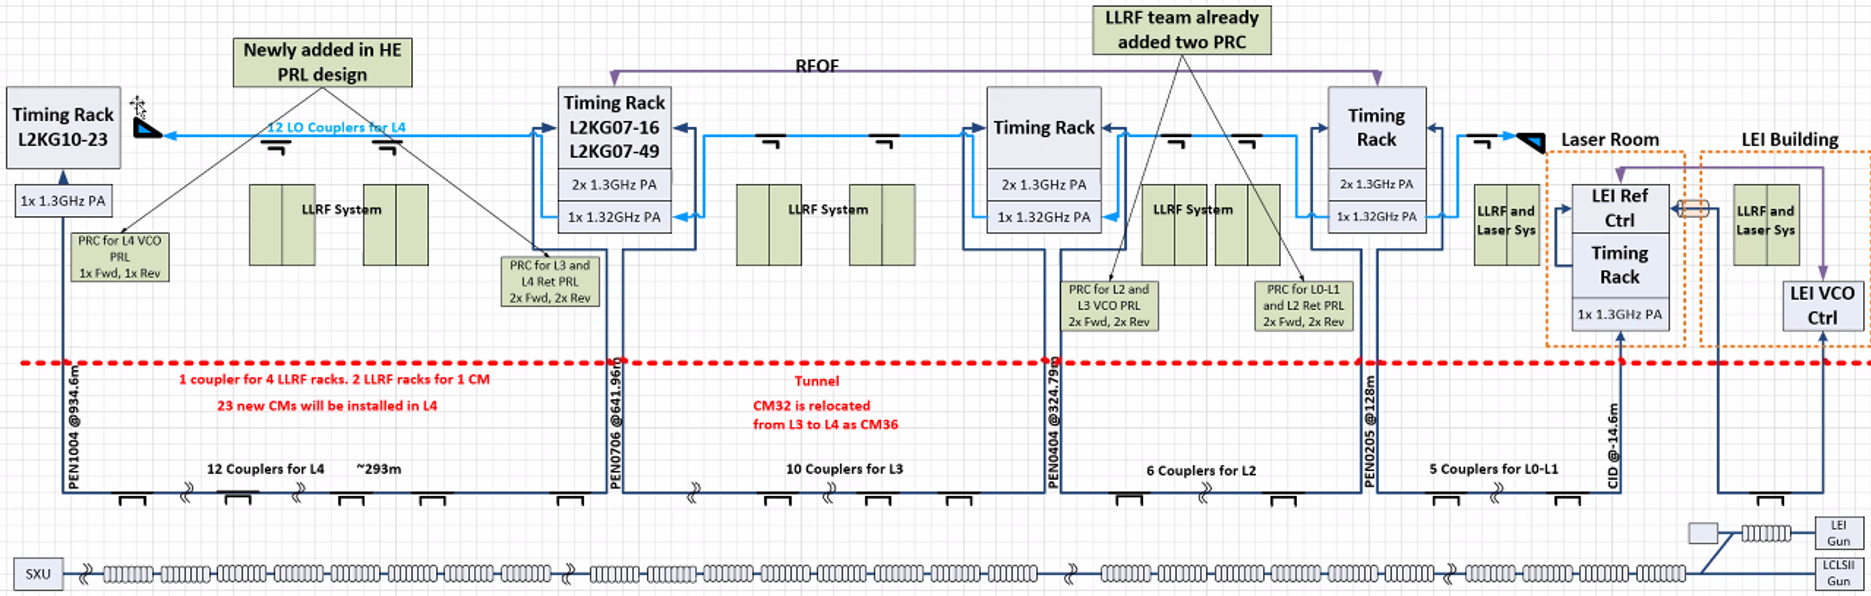 LLRF team already
added two PRC
Newly added in HE
PRL design
RFOF
Timing Rack
L2KG10-23
1x 1.3GHz PA
12 LO Couplers for L4
Timing Rack
L2KG07-16
L2KG07-49
2x 1.3GHz PA
1x 1.32GHz PA
Timing Rack
2x 1.3GHz PA
1x 1.32GHz PA
Timing
Rack
2x 1.3GHz PA
1x 1.32GHz PA
Laser Room
LEI Building
LEI Ref
Ctrl
Timing
Rack
1x 1.3GHz PA
LEI VCO
Ctrl
LLRF System
LLRF System
LLRF System
LLRF and
Laser Sys
LLRF and
Laser Sys
PRC for L4 VCO
PRL
1x Fwd, 1x Rev
PRC for L3 and
L4 Ret PRL
2x Fwd, 2x Rev
PRC for L2 and
L3 VCO PRL
2x Fwd, 2x Rev
PRC for L0-L1
and L2 Ret PRL
2x Fwd, 2x Rev
1 coupler for 4 LLRF racks. 2 LLRF racks for 1 CM
23 new CMs will be installed in L4
Tunnel
CM32 is relocated
from L3 to L4 as CM36
PEN1004 @934.6m
PEN0706 @641.96m
PEN0404 @324.79m
PEN0205 @128m
CID @-14.6m
12 Couplers for L4
~293m
10 Couplers for L3
6 Couplers for L2
5 Couplers for L0-L1
LEI
Gun
SXU
LCLSII
Gun